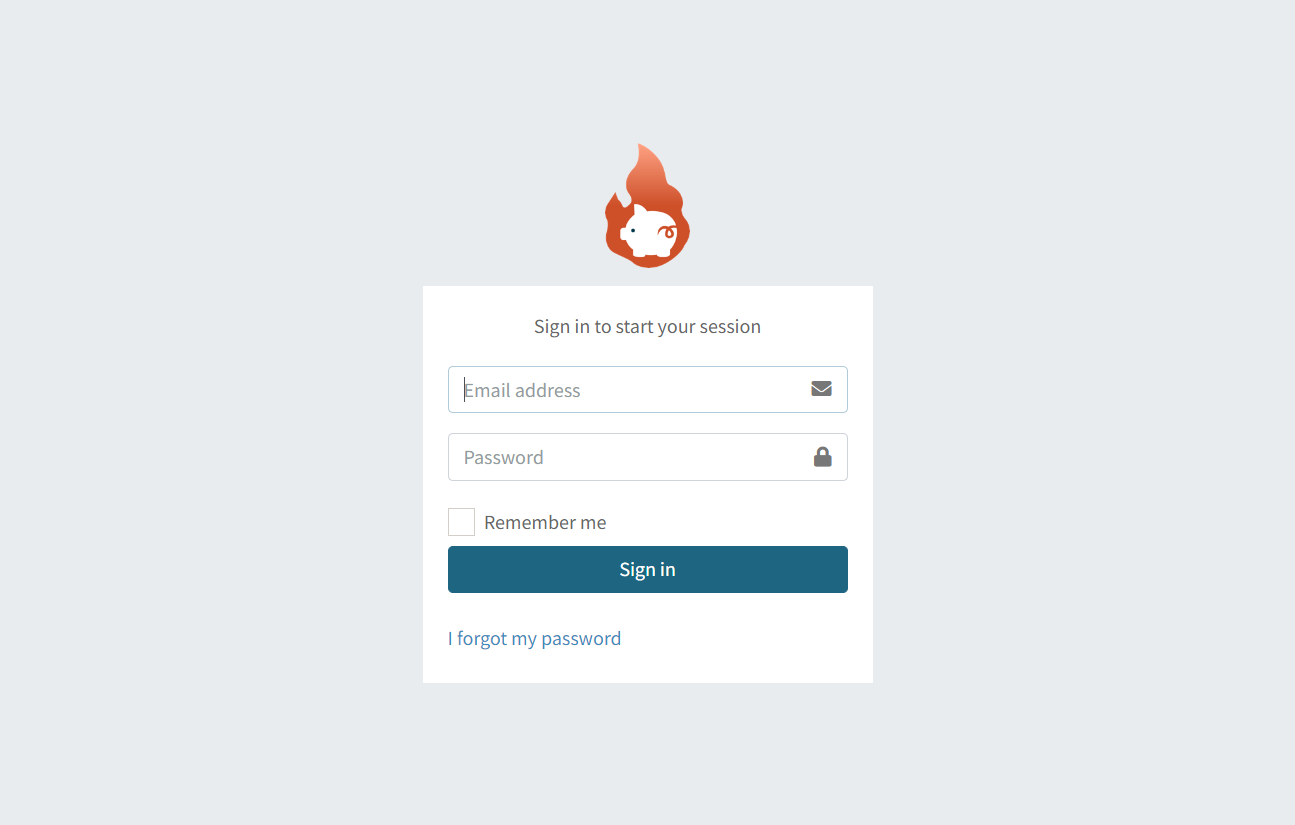 Sign in to start your session
Email address
Password
Remember me
Sign in
I forgot my password